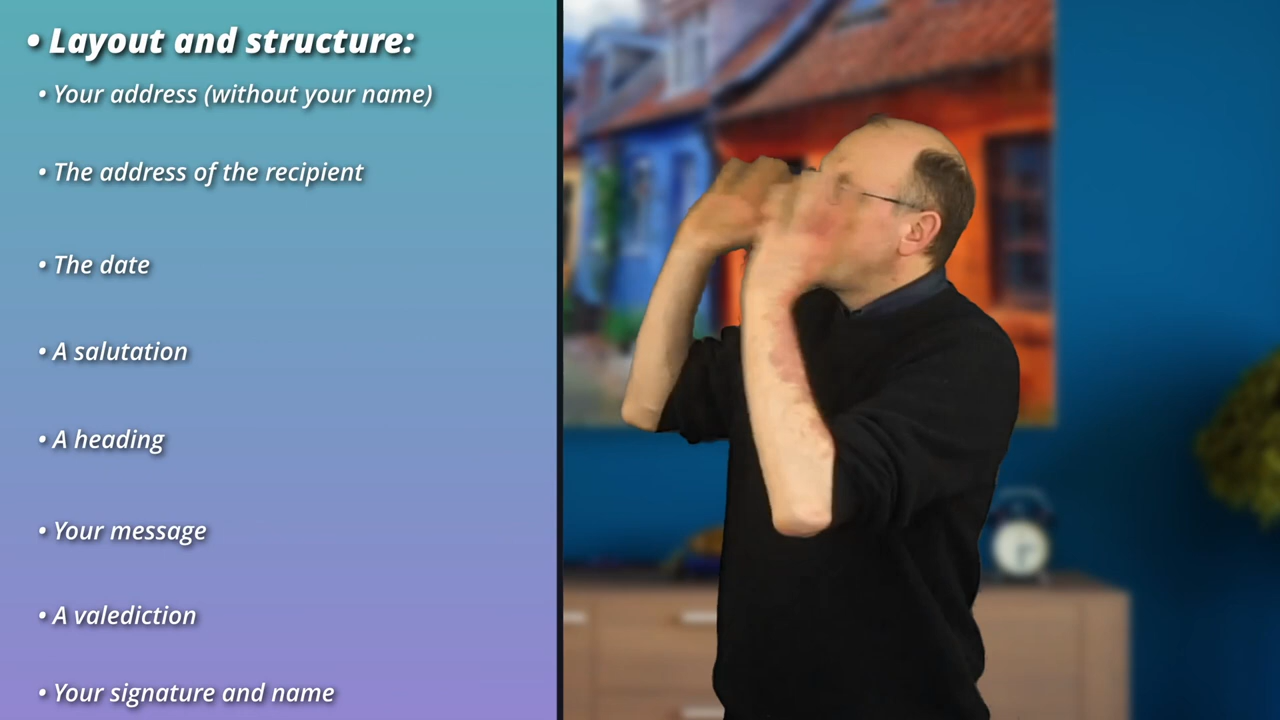 • Layout and structure:
• Your address (without your name)
• The address of the recipient
• The date
• A salutation
• A heading
• Your message
• A valediction
• Your signature and name